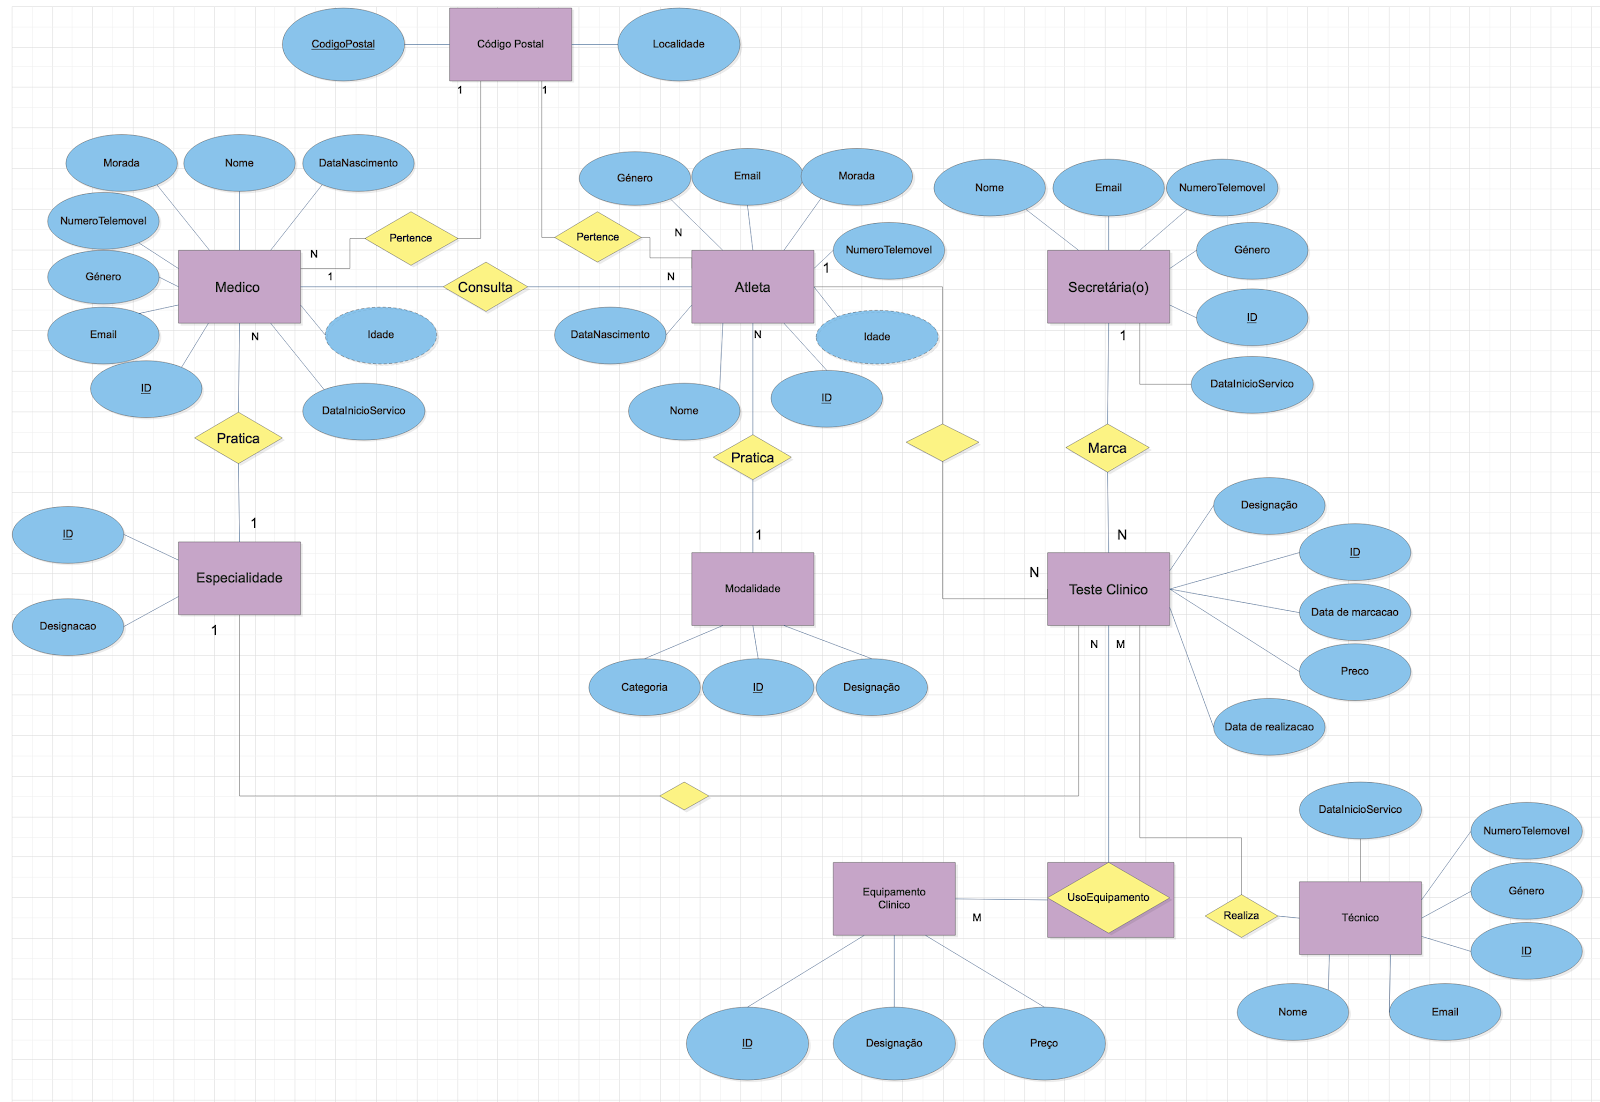 CodigoPostal
Código Postal
Localidade
1
1
Morada
Nome
DataNascimento
Género
Email
Morada
Nome
Email
NumeroTelemovel
NumeroTelemovel
Pertence
Pertence
N
NumeroTelemovel
Género
N
1
Género
1
N
Medico
Consulta
Atleta
Secretária(o)
ID
Email
Idade
DataNascimento
Idade
N
N
1
ID
DataInicioServico
Nome
ID
DataInicioServico
Pratica
Pratica
Marca
Designação
1
1
N
ID
ID
Especialidade
Modalidade
N
Teste Clinico
Data de marcacao
Designacao
1
N
M
Categoria
ID
Designação
Preco
Data de realizacao
DataInicioServico
NumeroTelemovel
Equipamento
Clinico
UsoEquipamento
Género
M
Realiza
Técnico
ID
Nome
Email
ID
Designação
Preço